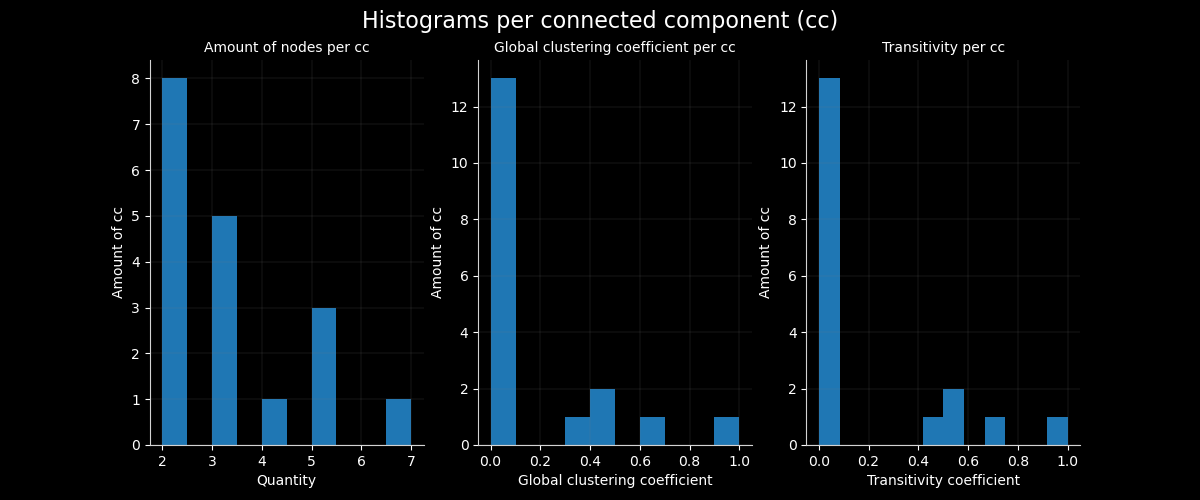 Histograms per connected component (cc)
Amount of nodes per cc
Global clustering coefficient per cc
Transitivity per cc
Amount of cc
8
7
6
5
4
3
2
1
0
2 3 4 5 6 7
Quantity
Amount of cc
12
10
8
6
4
2
0
0.0 0.2 0.4 0.6 0.8 1.0
Global clustering coefficient
Amount of cc
12
10
8
6
4
2
0
0.0 0.2 0.4 0.6 0.8 1.0
Transitivity coefficient